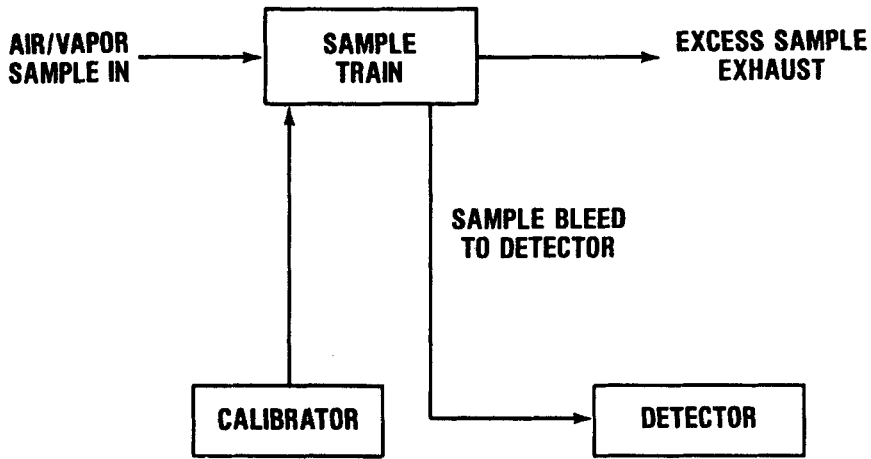 AIR/VAPOR
SAMPLE IN
SAMPLE
TRAIN
EXCESS SAMPLE
EXHAUST
SAMPLE BLEED
TO DETECTOR
CALIBRATOR
DETECTOR